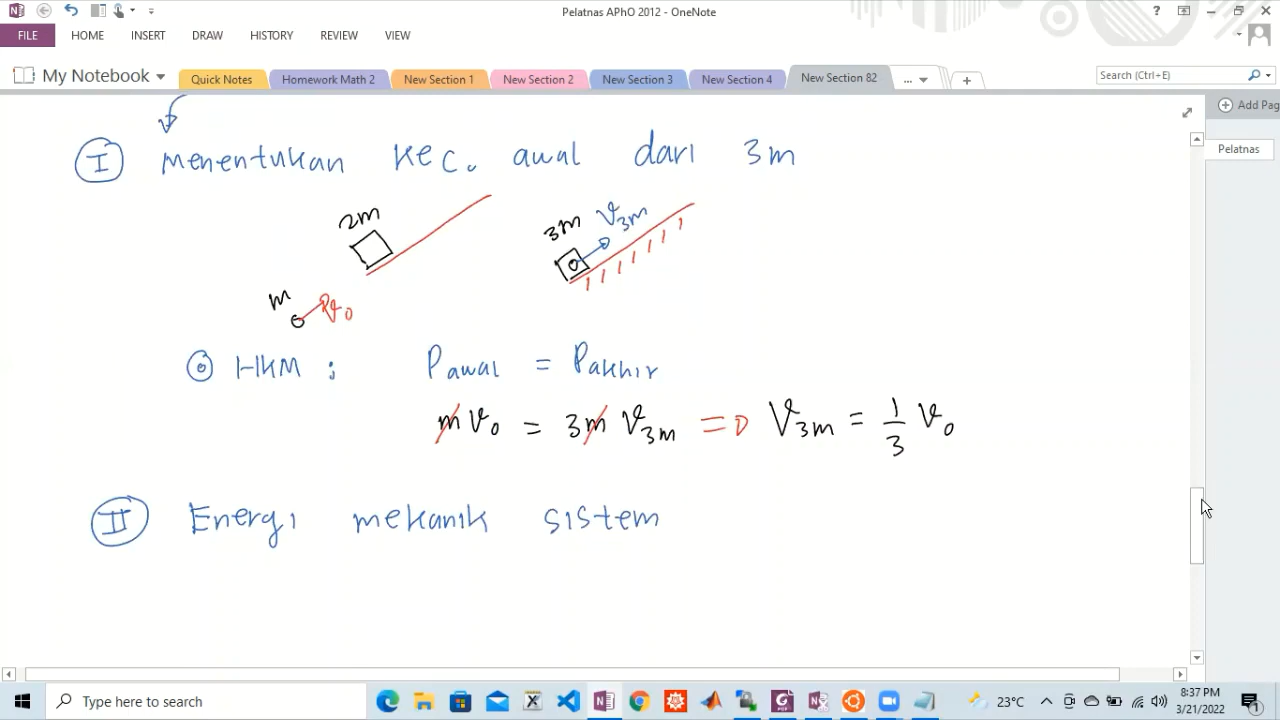 Pelatnas APhO 2012 - OneNote
FILE HOME INSERT DRAW HISTORY REVIEW VIEW
My Notebook Quick Notes Homework Math 2 New Section 1 New Section 2 New Section 3 New Section 4 New Section 82 ... Search (Ctrl+E)
Add Pag
Pelatnas
I menentukan kec. awal dari 3m
2m
3m V3m
m V0
HKM : Pawal = Pakhir
mV0 = 3m V3m => V3m = 1/3 V0
II Energi mekanik sistem
Type here to search
23°C
8:37 PM
3/21/2022
1